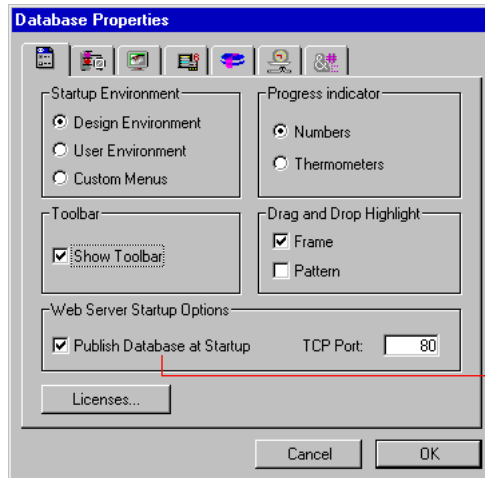 Database Properties
&#
Startup Environment
Design Environment
User Environment
Custom Menus
Progress indicator
Numbers
Thermometers
Toolbar
Show Toolbar
Drag and Drop Highlight
Frame
Pattern
Web Server Startup Options
Publish Database at Startup
TCP Port: 80
Licenses...
Cancel
OK